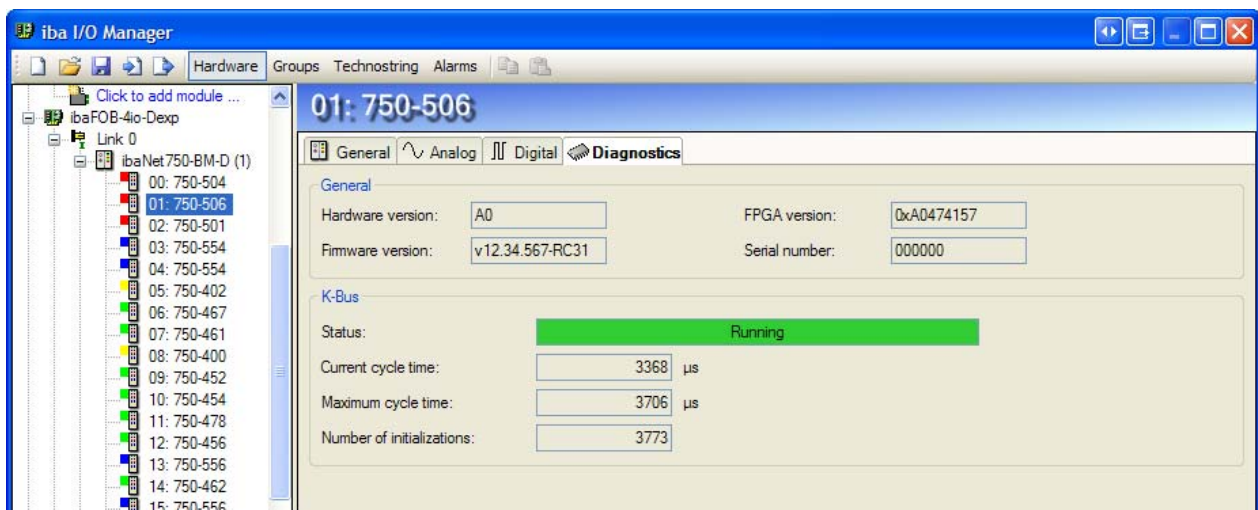 iba I/O Manager
Hardware Groups Technostring Alarms
Click to add module ...
ibaFOB-4io-Dexp
Link 0
ibaNet750-BM-D (1)
00: 750-504
01: 750-506
02: 750-501
03: 750-554
04: 750-554
05: 750-402
06: 750-467
07: 750-461
08: 750-400
09: 750-452
10: 750-454
11: 750-478
12: 750-456
13: 750-556
14: 750-462
15: 750-556
01: 750-506
General Analog Digital Diagnostics
General
Hardware version: A0 FPGA version: 0xA0474157
Firmware version: v12.34.567-RC31 Serial number: 000000
K-Bus
Status: Running
Current cycle time: 3368 µs
Maximum cycle time: 3706 µs
Number of initializations: 3773